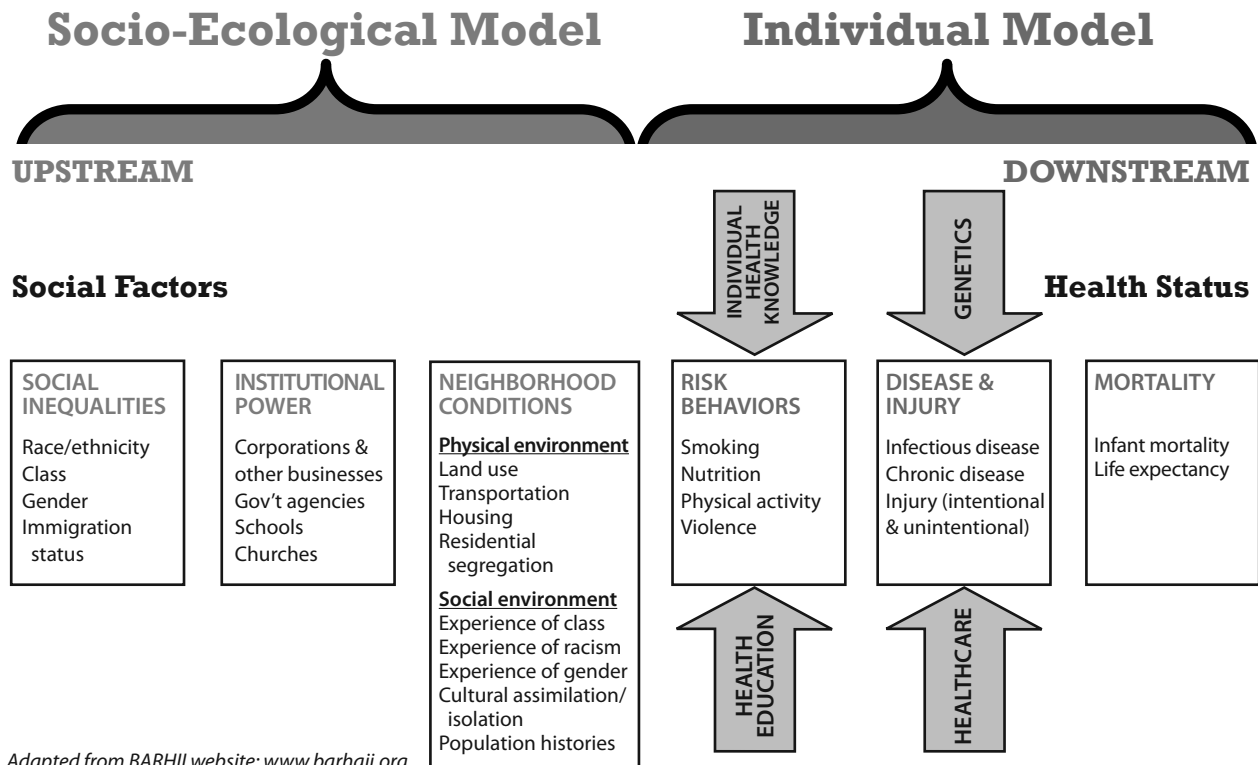 Socio-Ecological Model
Individual Model
UPSTREAM
DOWNSTREAM
INDIVIDUAL
HEALTH
KNOWLEDGE
GENETICS
Social Factors
Health Status
SOCIAL
INEQUALITIES
Race/ethnicity
Class
Gender
Immigration
status
INSTITUTIONAL
POWER
Corporations &
other businesses
Gov't agencies
Schools
Churches
NEIGHBORHOOD
CONDITIONS
Physical environment
Land use
Transportation
Housing
Residential
segregation
Social environment
Experience of class
Experience of racism
Experience of gender
Cultural assimilation/
isolation
Population histories
RISK
BEHAVIORS
Smoking
Nutrition
Physical activity
Violence
DISEASE &
INJURY
Infectious disease
Chronic disease
Injury (intentional
& unintentional)
MORTALITY
Infant mortality
Life expectancy
HEALTH
EDUCATION
HEALTHCARE
Adapted from BARHII website: www.barhaii.org